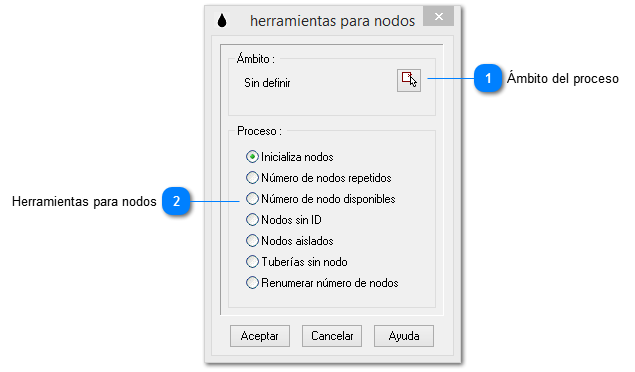 herramientas para nodos
Ámbito :
Sin definir
1 Ámbito del proceso
Proceso :
Inicializa nodos
Número de nodos repetidos
Herramientas para nodos 2
Número de nodo disponibles
Nodos sin ID
Nodos aislados
Tuberías sin nodo
Renumerar número de nodos
Aceptar Cancelar Ayuda